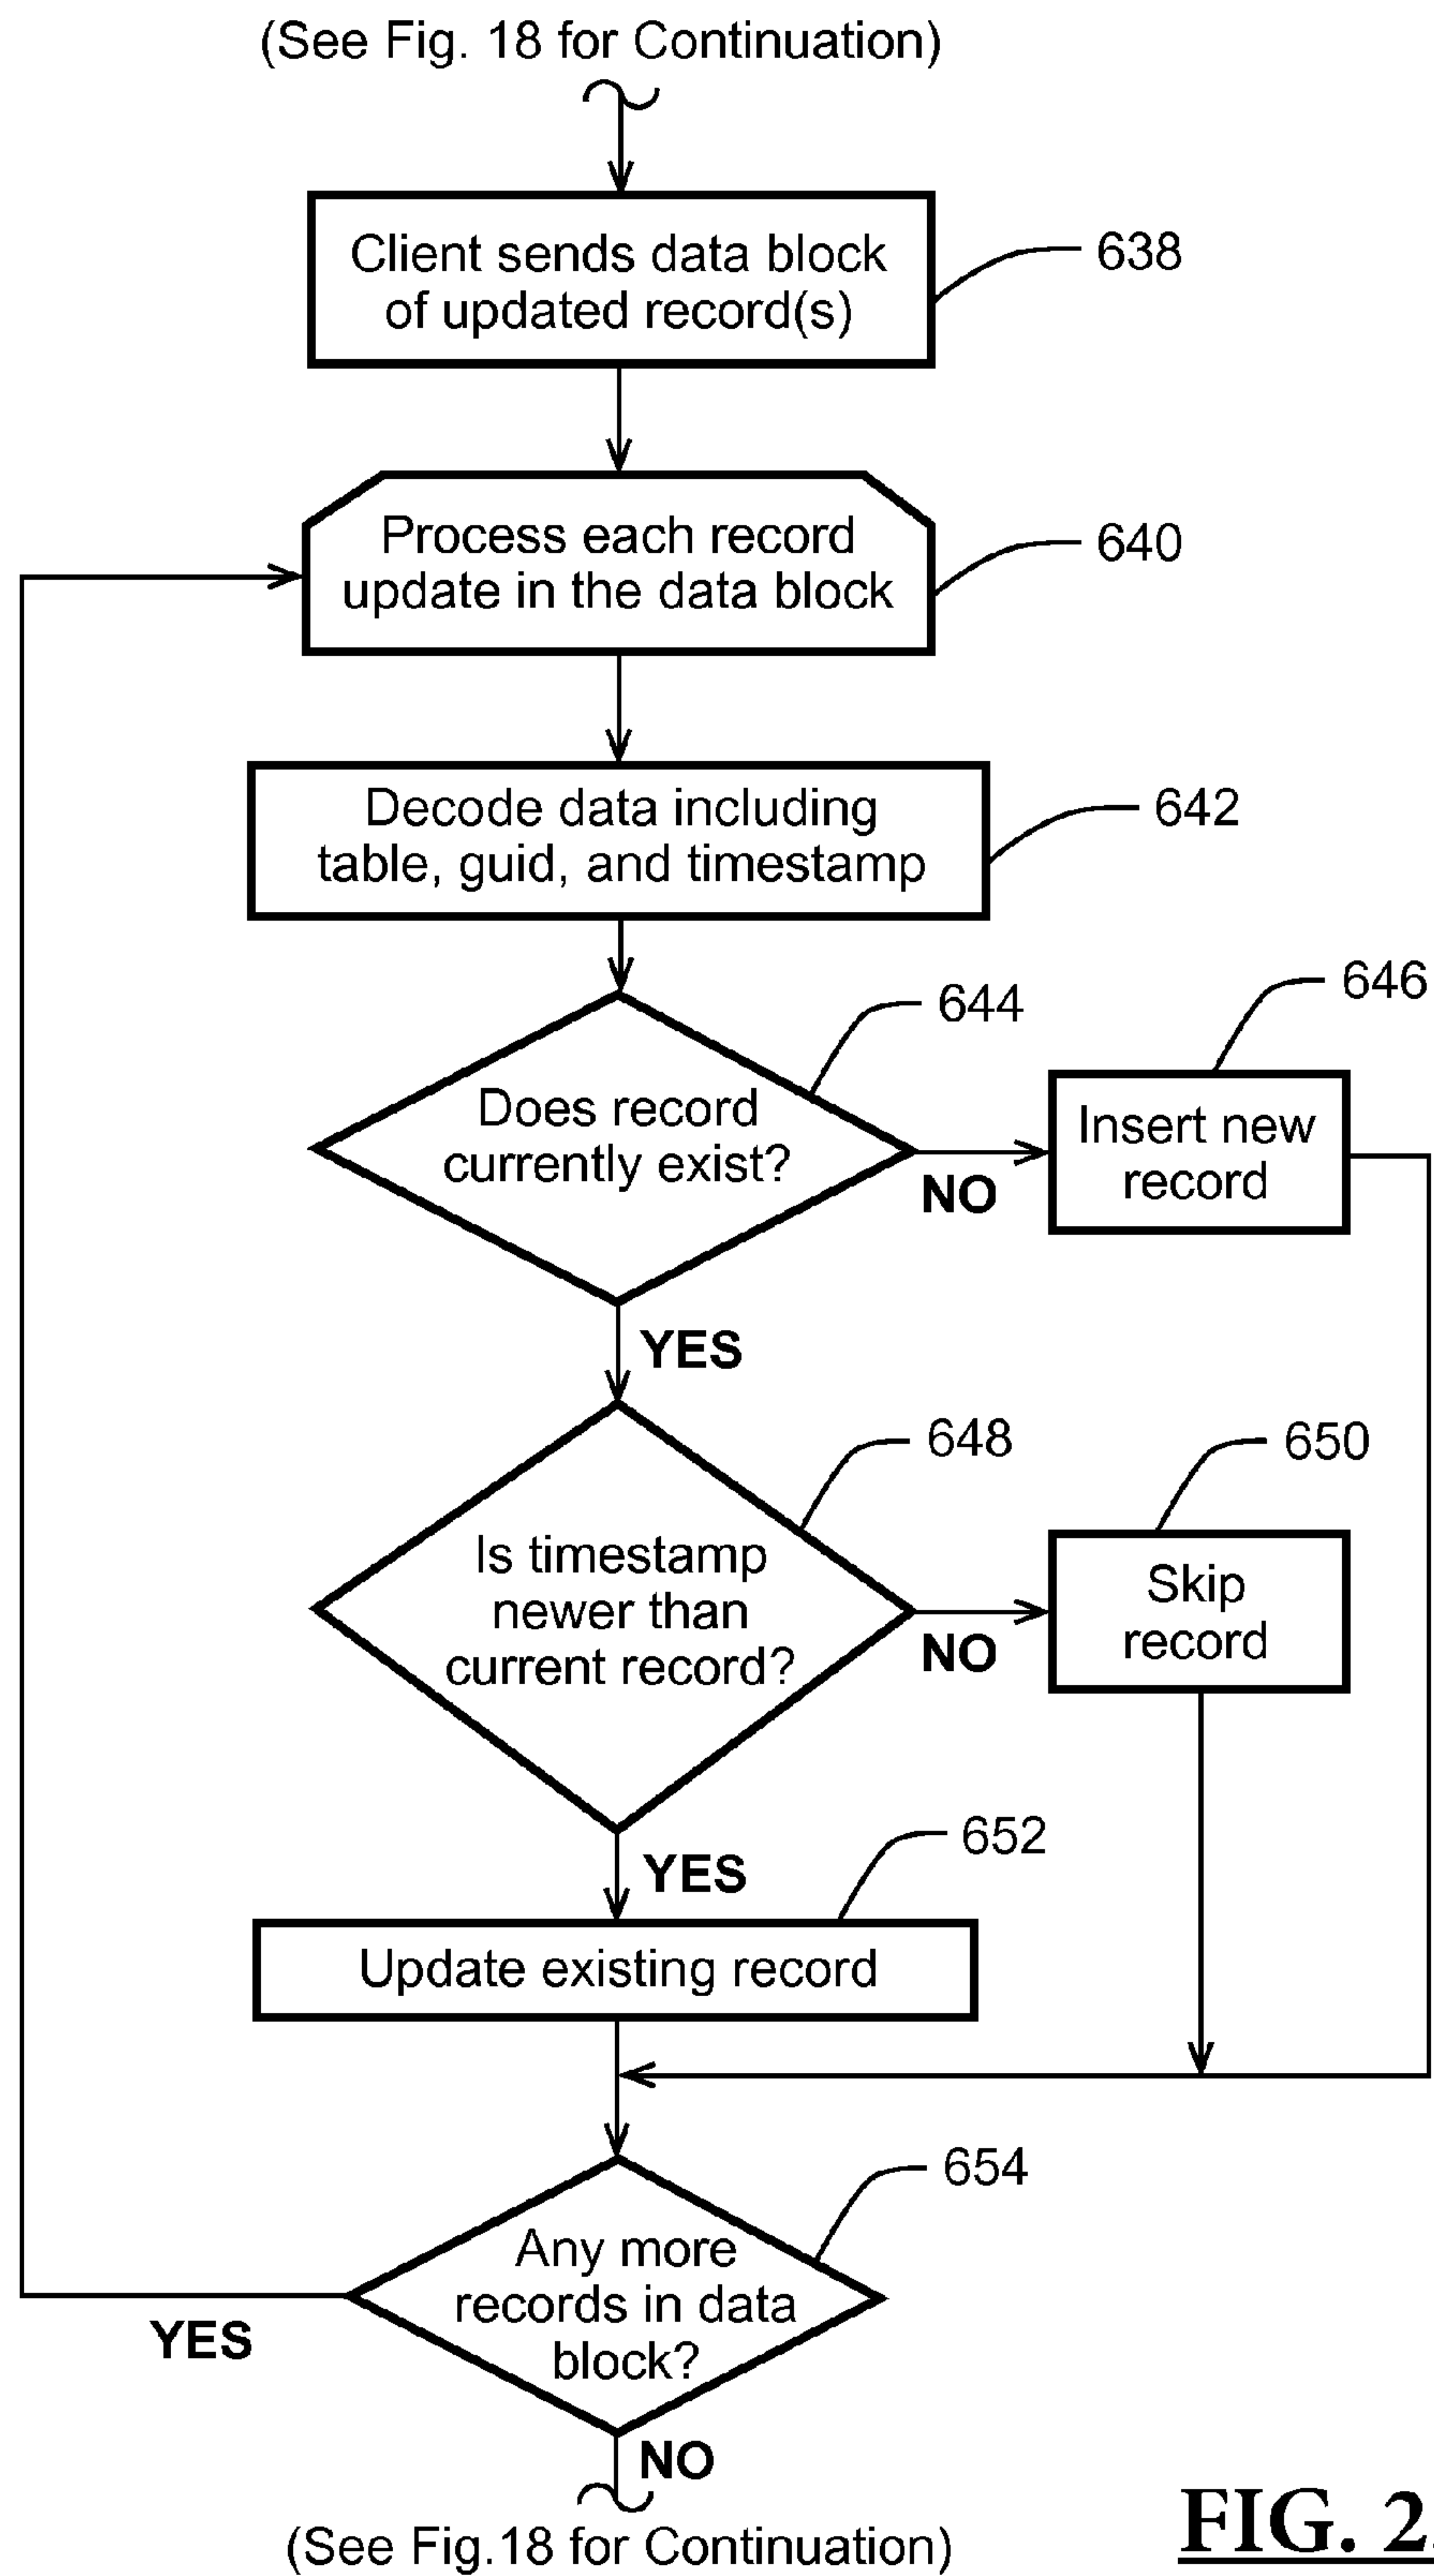 (See Fig. 18 for Continuation)
Client sends data block
of updated record(s)
638
Process each record
update in the data block
640
Decode data including
table, guid, and timestamp
642
644
646
Does record
currently exist?
NO
Insert new
record
YES
648
650
Is timestamp
newer than
current record?
NO
Skip
record
652
YES
Update existing record
654
Any more
records in data
block?
YES
NO
(See Fig.18 for Continuation)
FIG. 2